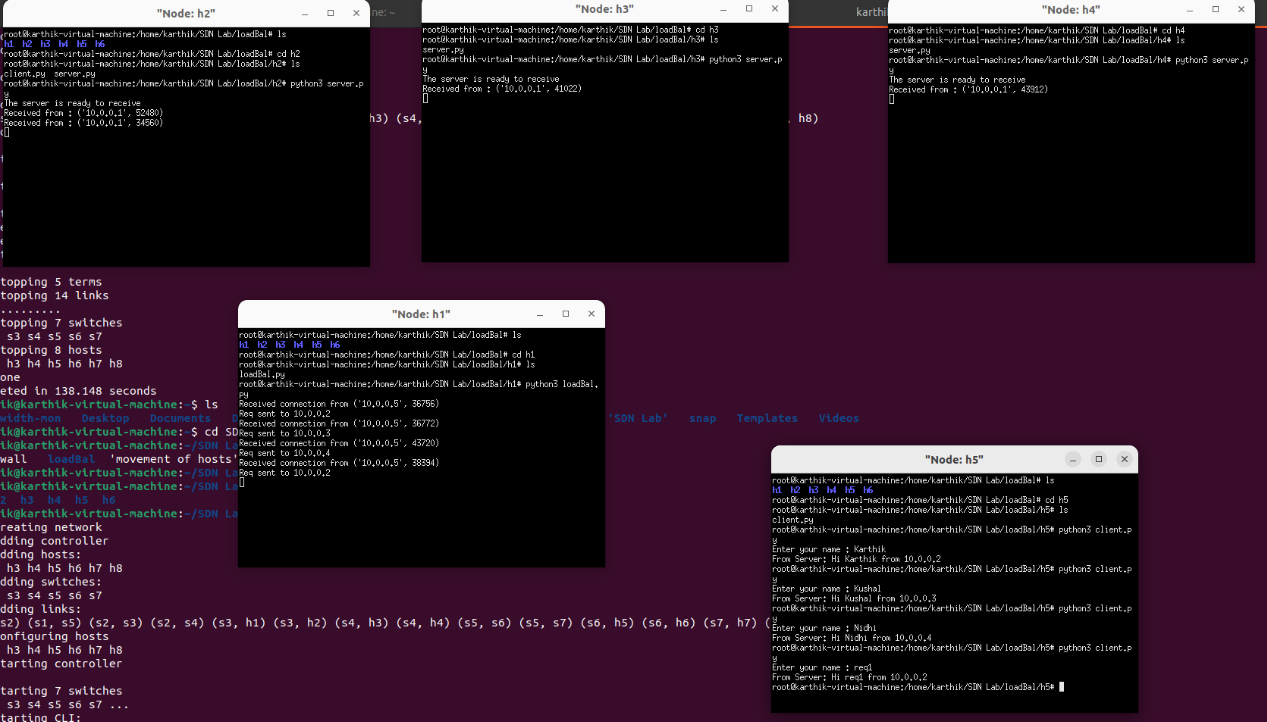 "Node: h2"
root@karthik-virtual-machine:/home/karthik/SDN Lab/loadBal# ls
h1 h2 h3 h4 h5 h6
root@karthik-virtual-machine:/home/karthik/SDN Lab/loadBal# cd h2
root@karthik-virtual-machine:/home/karthik/SDN Lab/loadBal/h2# ls
client.py server.py
root@karthik-virtual-machine:/home/karthik/SDN Lab/loadBal/h2# python3 server.p
y
The server is ready to receive
Received from : ('10.0.0.1', 52480)
Received from : ('10.0.0.1', 34560)
ne: ~
"Node: h3"
root@karthik-virtual-machine:/home/karthik/SDN Lab/loadBal# cd h3
root@karthik-virtual-machine:/home/karthik/SDN Lab/loadBal/h3# ls
server.py
root@karthik-virtual-machine:/home/karthik/SDN Lab/loadBal/h3# python3 server.p
y
The server is ready to receive
Received from : ('10.0.0.1', 41022)
karthi
"Node: h4"
root@karthik-virtual-machine:/home/karthik/SDN Lab/loadBal# cd h4
root@karthik-virtual-machine:/home/karthik/SDN Lab/loadBal/h4# ls
server.py
root@karthik-virtual-machine:/home/karthik/SDN Lab/loadBal/h4# python3 server.p
y
The server is ready to receive
Received from : ('10.0.0.1', 43912)
h3) (s4,
, h8)
topping 5 terms
topping 14 links
.........
topping 7 switches
s3 s4 s5 s6 s7
topping 8 hosts
h3 h4 h5 h6 h7 h8
one
eted in 138.148 seconds
ik@karthik-virtual-machine:~$ ls
width-mon Desktop Documents D 'SDN Lab' snap Templates Videos
ik@karthik-virtual-machine:~$ cd SD
ik@karthik-virtual-machine:~/SDN La
wall loadBal 'movement of hosts'
ik@karthik-virtual-machine:~/SDN La
ik@karthik-virtual-machine:~/SDN La
2 h3 h4 h5 h6
ik@karthik-virtual-machine:~/SDN La
reating network
dding controller
dding hosts:
h3 h4 h5 h6 h7 h8
dding switches:
s3 s4 s5 s6 s7
dding links:
s2) (s1, s5) (s2, s3) (s2, s4) (s3, h1) (s3, h2) (s4, h3) (s4, h4) (s5, s6) (s5, s7) (s6, h5) (s6, h6) (s7, h7) (
onfiguring hosts
h3 h4 h5 h6 h7 h8
tarting controller
tarting 7 switches
s3 s4 s5 s6 s7 ...
tarting CLI:
"Node: h1"
root@karthik-virtual-machine:/home/karthik/SDN Lab/loadBal# ls
h1 h2 h3 h4 h5 h6
root@karthik-virtual-machine:/home/karthik/SDN Lab/loadBal# cd h1
root@karthik-virtual-machine:/home/karthik/SDN Lab/loadBal/h1# ls
loadBal.py
root@karthik-virtual-machine:/home/karthik/SDN Lab/loadBal/h1# python3 loadBal.
py
Received connection from ('10.0.0.5', 36756)
Req sent to 10.0.0.2
Received connection from ('10.0.0.5', 36772)
Req sent to 10.0.0.3
Received connection from ('10.0.0.5', 43720)
Req sent to 10.0.0.4
Received connection from ('10.0.0.5', 38394)
Req sent to 10.0.0.2
"Node: h5"
root@karthik-virtual-machine:/home/karthik/SDN Lab/loadBal# ls
h1 h2 h3 h4 h5 h6
root@karthik-virtual-machine:/home/karthik/SDN Lab/loadBal# cd h5
root@karthik-virtual-machine:/home/karthik/SDN Lab/loadBal/h5# ls
client.py
root@karthik-virtual-machine:/home/karthik/SDN Lab/loadBal/h5# python3 client.p
y
Enter your name : Karthik
From Server: Hi Karthik from 10.0.0.2
root@karthik-virtual-machine:/home/karthik/SDN Lab/loadBal/h5# python3 client.p
y
Enter your name : Kushal
From Server: Hi Kushal from 10.0.0.3
root@karthik-virtual-machine:/home/karthik/SDN Lab/loadBal/h5# python3 client.p
y
Enter your name : Nidhi
From Server: Hi Nidhi from 10.0.0.4
root@karthik-virtual-machine:/home/karthik/SDN Lab/loadBal/h5# python3 client.p
y
Enter your name : req1
From Server: Hi req1 from 10.0.0.2
root@karthik-virtual-machine:/home/karthik/SDN Lab/loadBal/h5#